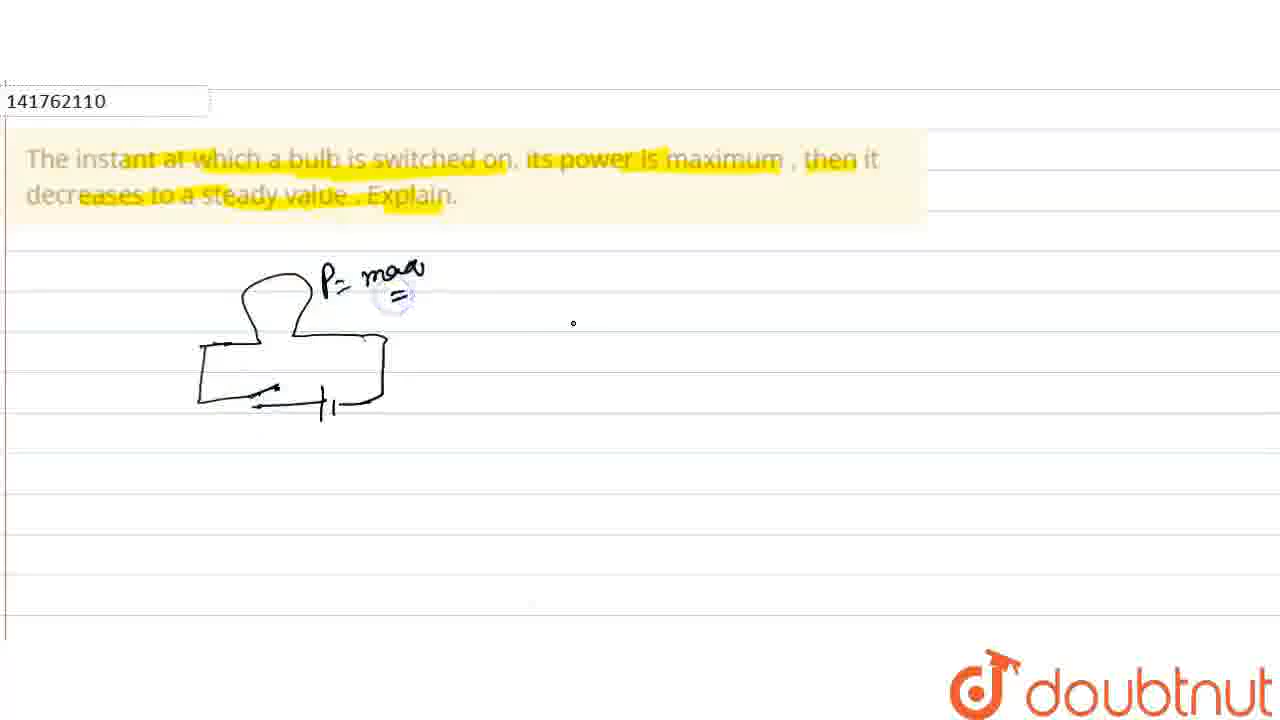 141762110
The instant at which a bulb is switched on, its power is maximum , then it
decreases to a steady value . Explain.
P = max
doubtnut